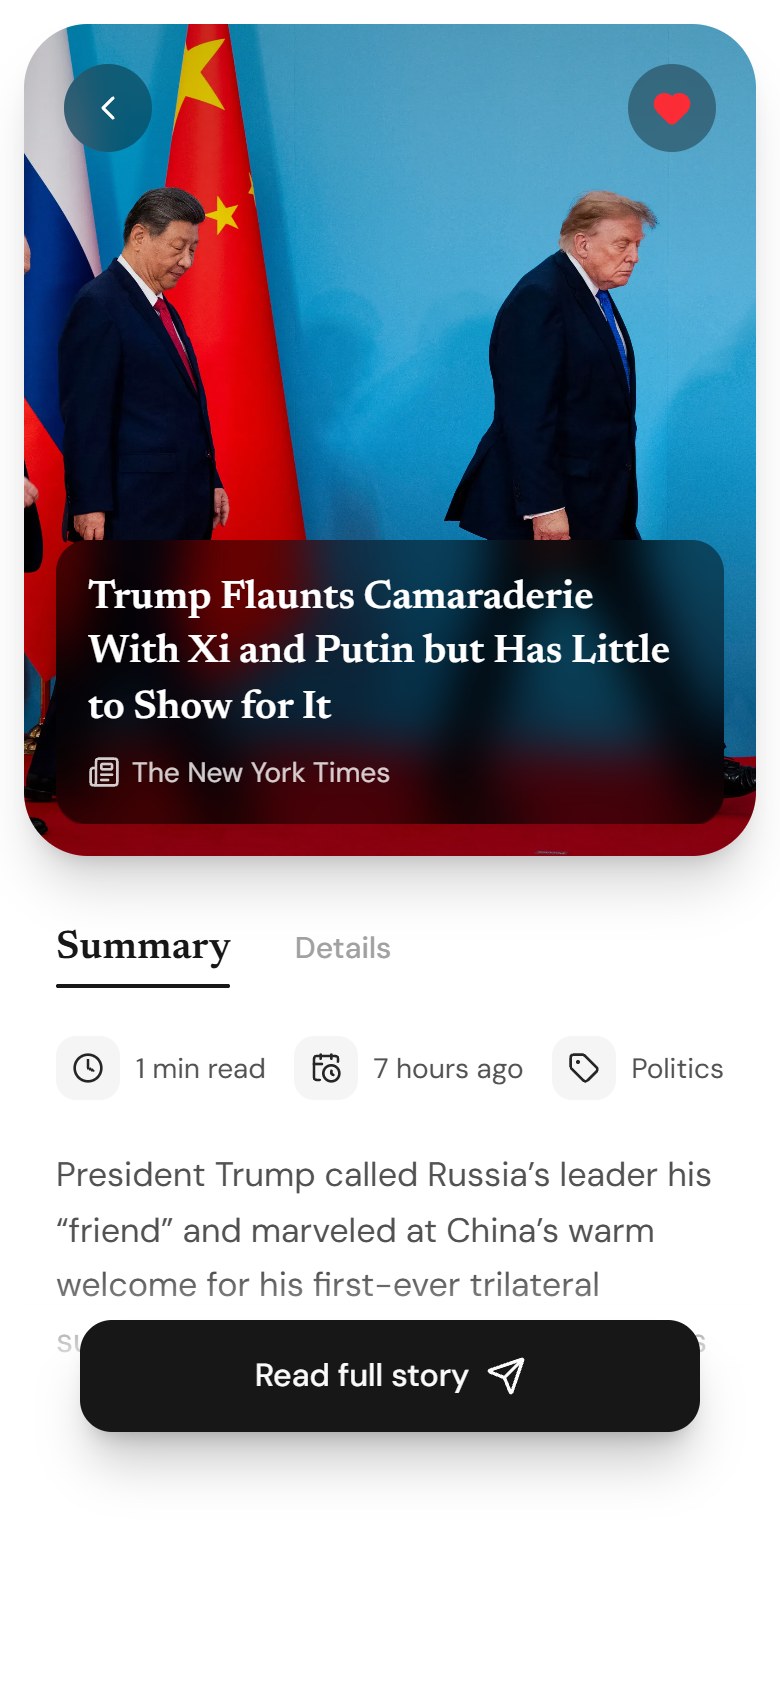 Trump Flaunts Camaraderie
With Xi and Putin but Has Little
to Show for It
The New York Times
Summary
Details
1 min read
7 hours ago
Politics
President Trump called Russia’s leader his
“friend” and marveled at China’s warm
welcome for his first-ever trilateral
Read full story